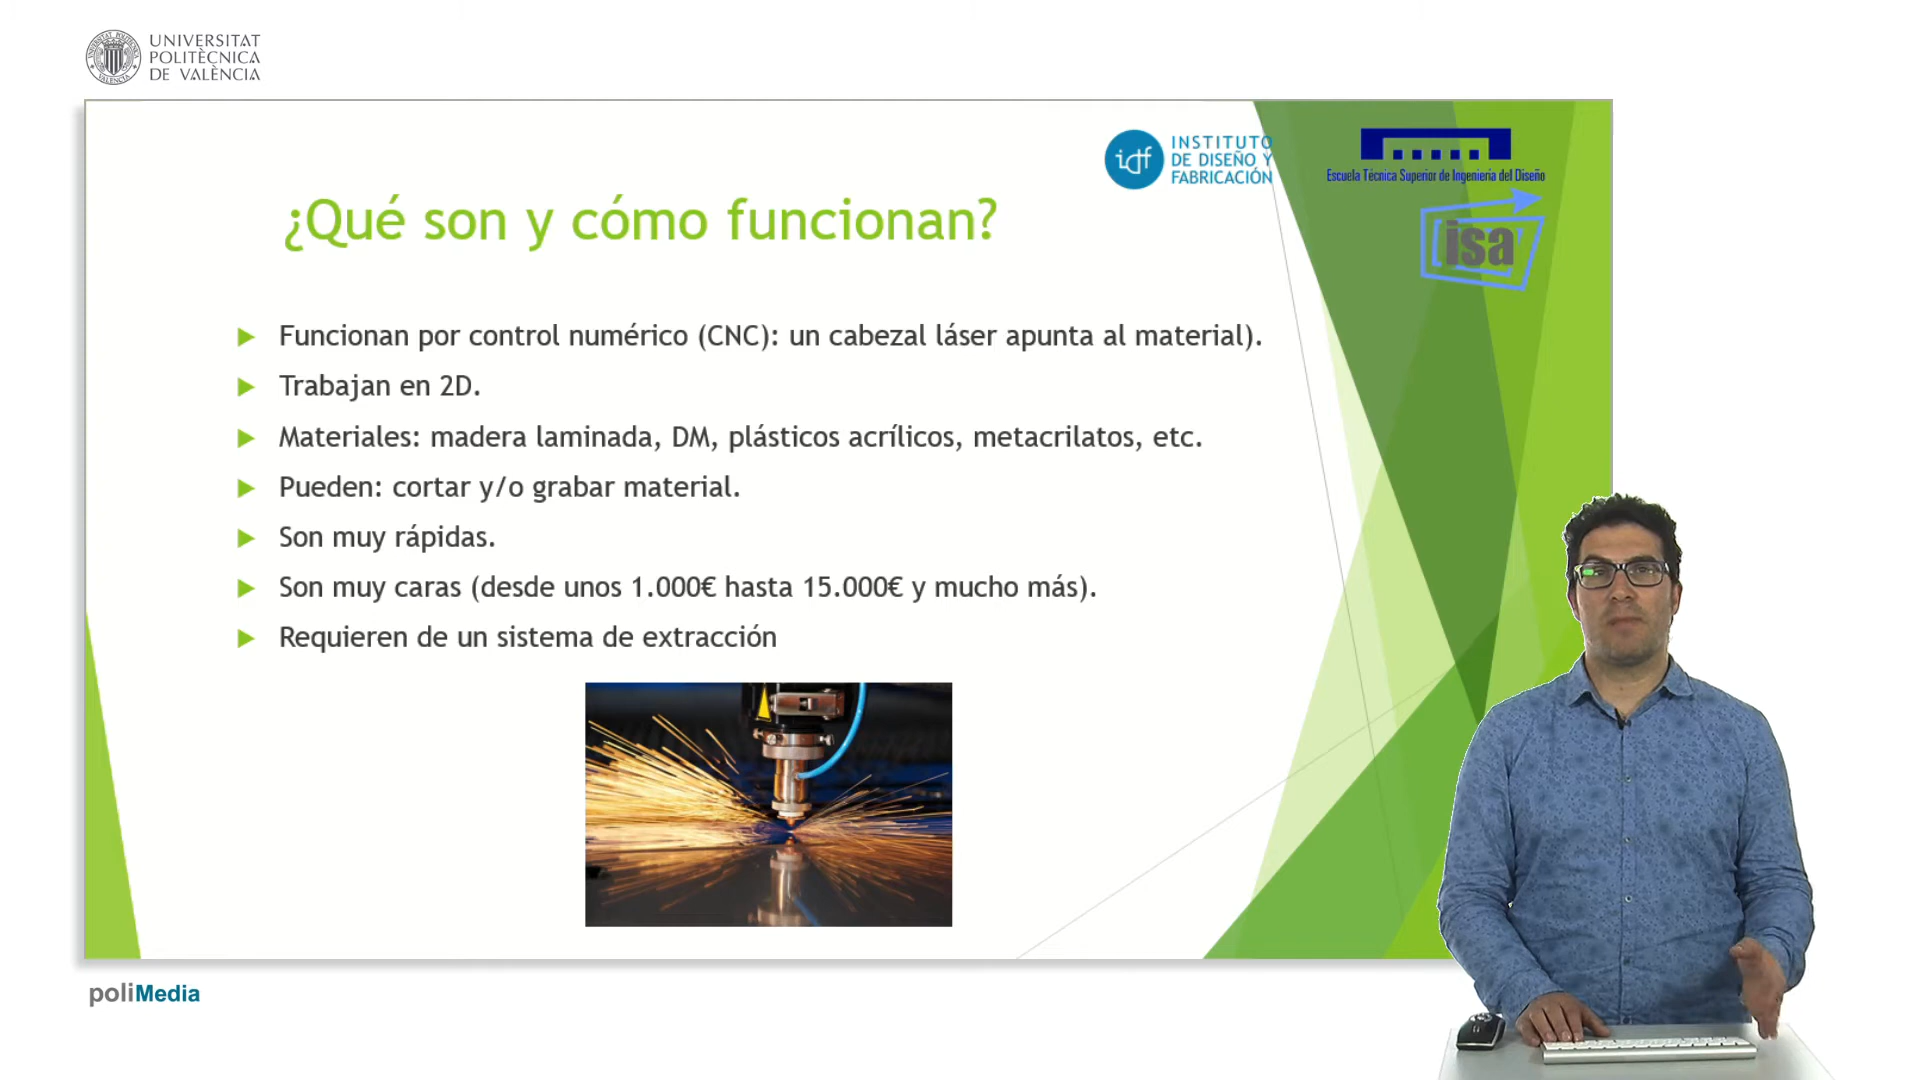 UNIVERSITAT
POLITÈCNICA
DE VALÈNCIA
idf
INSTITUTO
DE DISEÑO Y
FABRICACIÓN
Escuela Técnica Superior de Ingeniería del Diseño
isa
¿Qué son y cómo funcionan?
Funcionan por control numérico (CNC): un cabezal láser apunta al material).
Trabajan en 2D.
Materiales: madera laminada, DM, plásticos acrílicos, metacrilatos, etc.
Pueden: cortar y/o grabar material.
Son muy rápidas.
Son muy caras (desde unos 1.000€ hasta 15.000€ y mucho más).
Requieren de un sistema de extracción
poliMedia